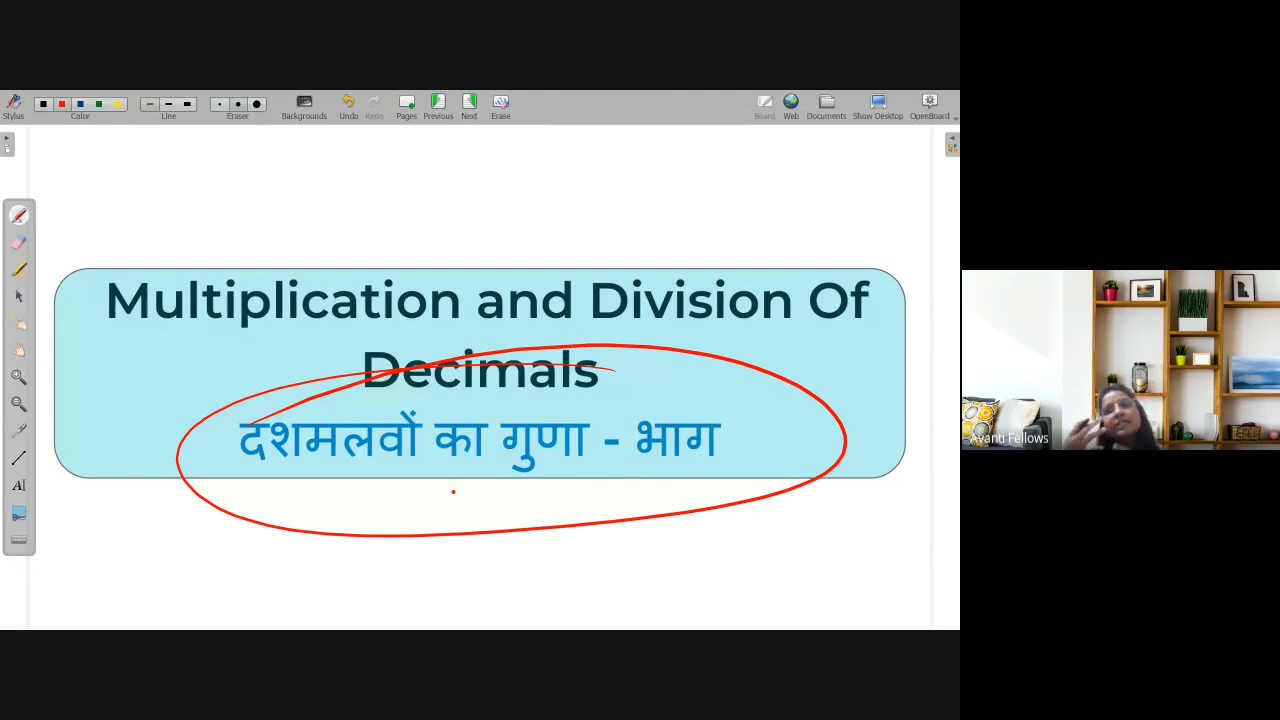 Stylus
Color
Line
Eraser
Backgrounds
Undo
Redo
Pages
Previous
Next
Erase
Board
Web
Documents
Show Desktop
OpenBoard
Multiplication and Division Of
Decimals
दशमलवों का गुणा - भाग
Avanti Fellows